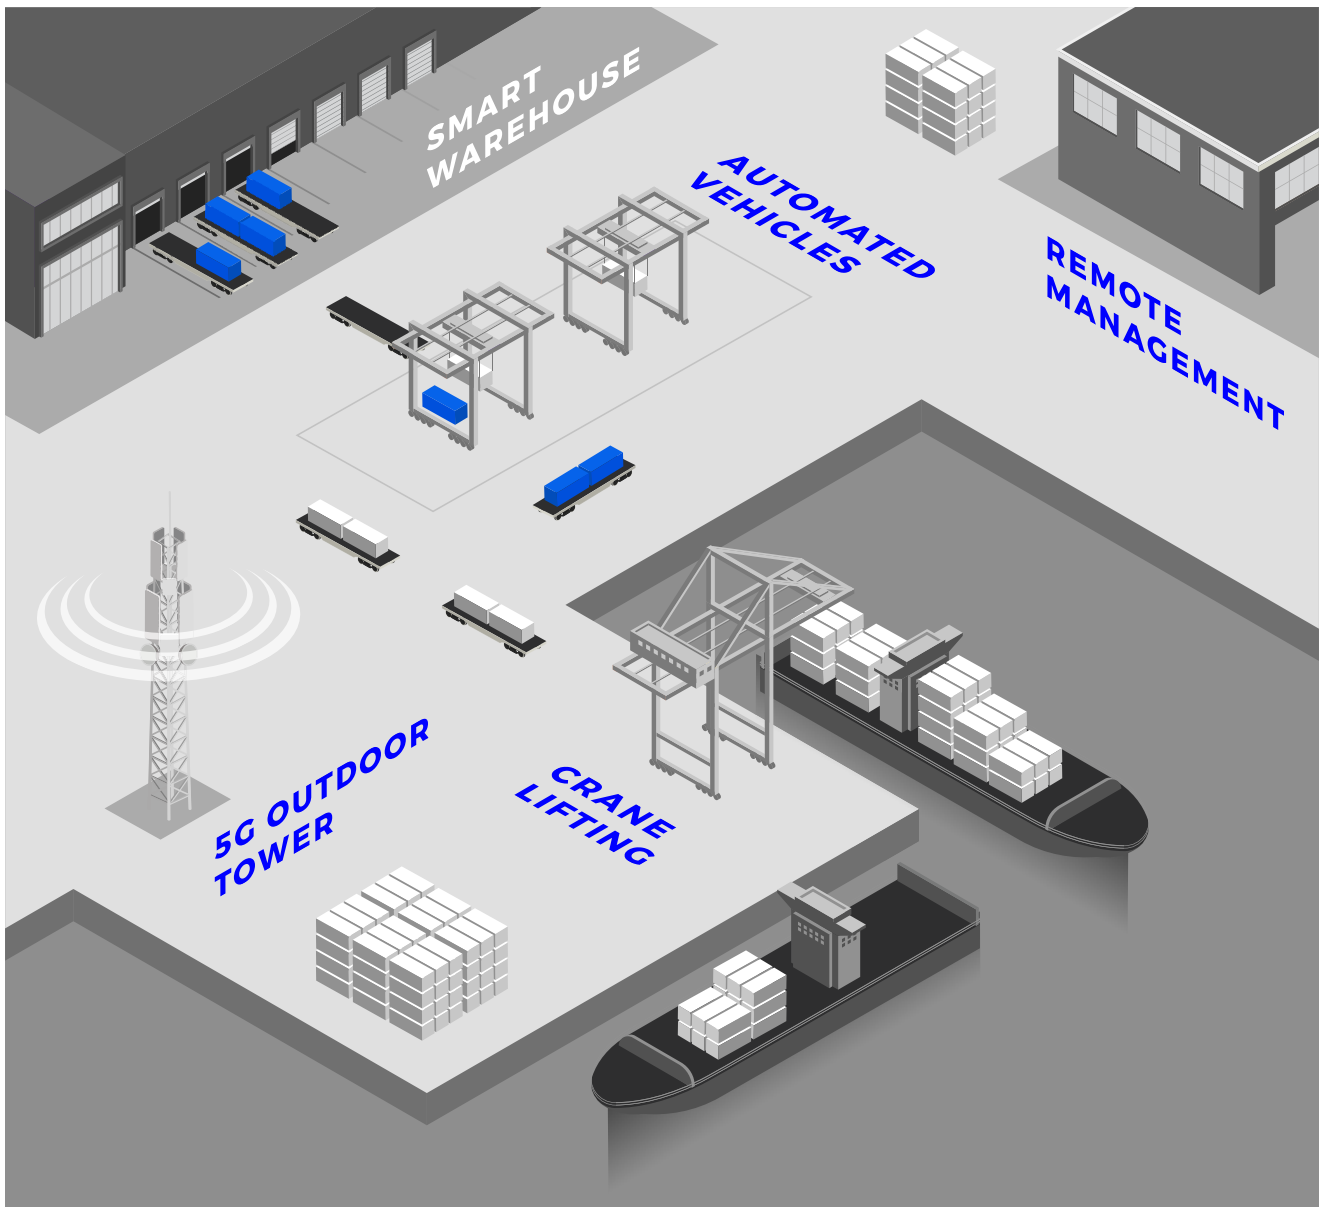 SMART
WAREHOUSE
AUTOMATED
VEHICLES
REMOTE
MANAGEMENT
5G OUTDOOR
TOWER
CRANE
LIFTING